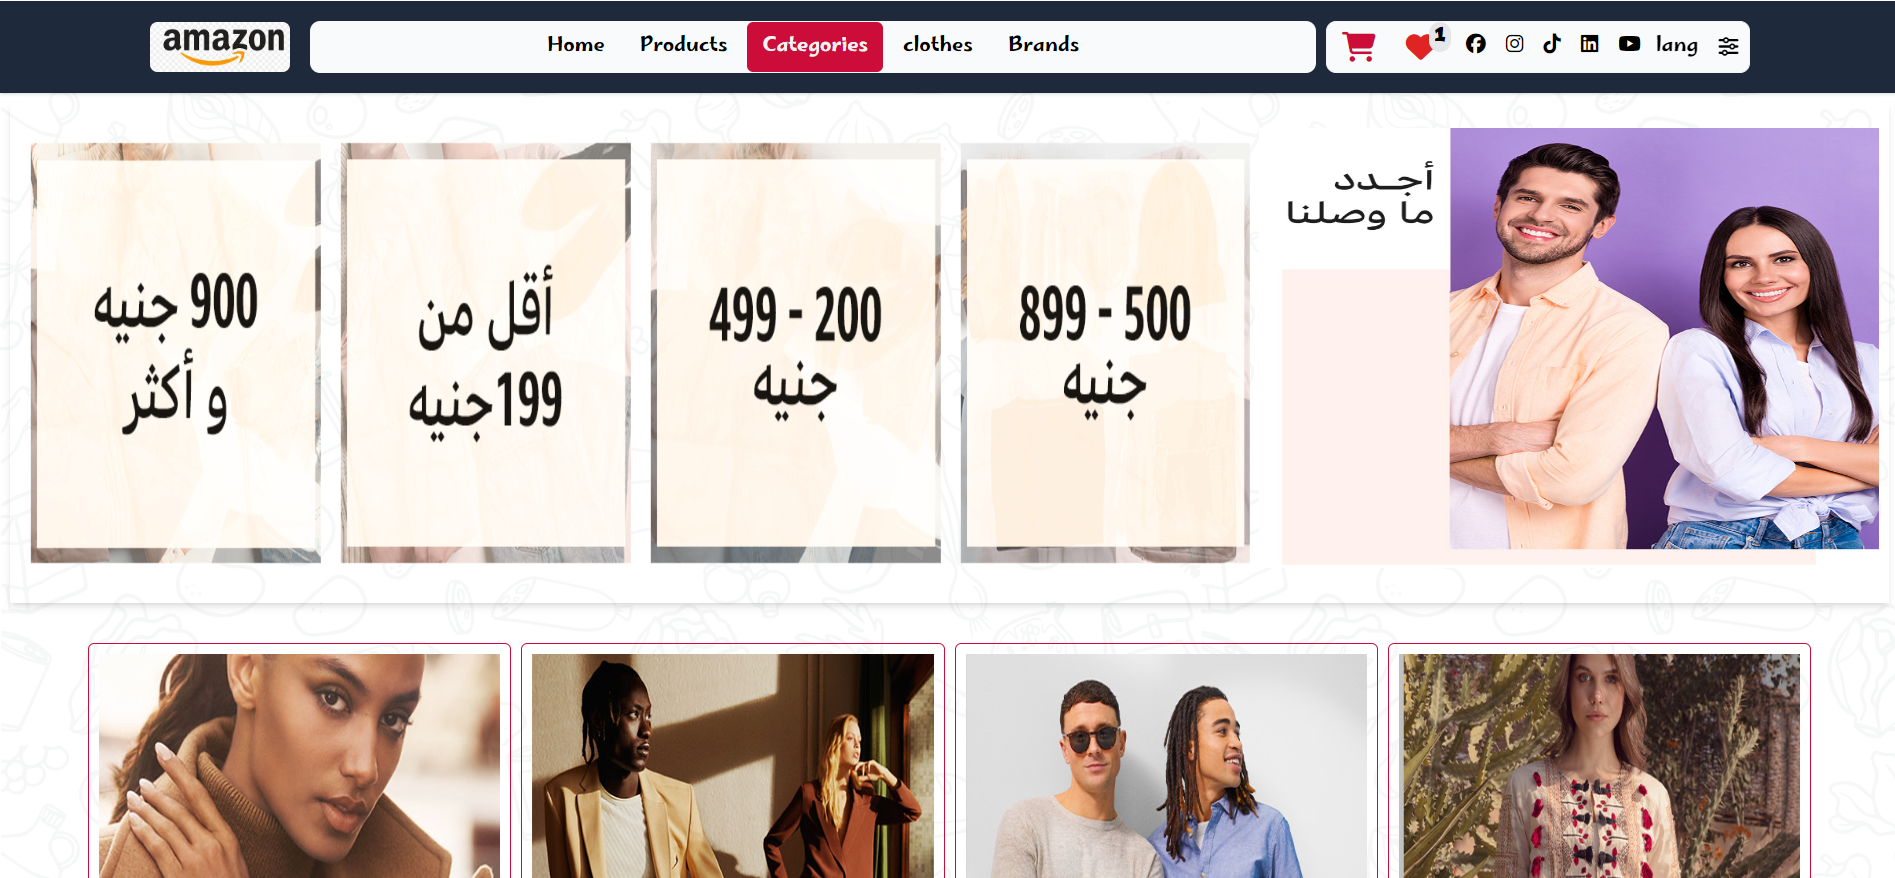 amazon
Home
Products
Categories
clothes
Brands
1
lang
900 جنيه
و أكثر
أقل من
199جنيه
499 - 200
جنيه
899 - 500
جنيه
أجــدد
ما وصلنا